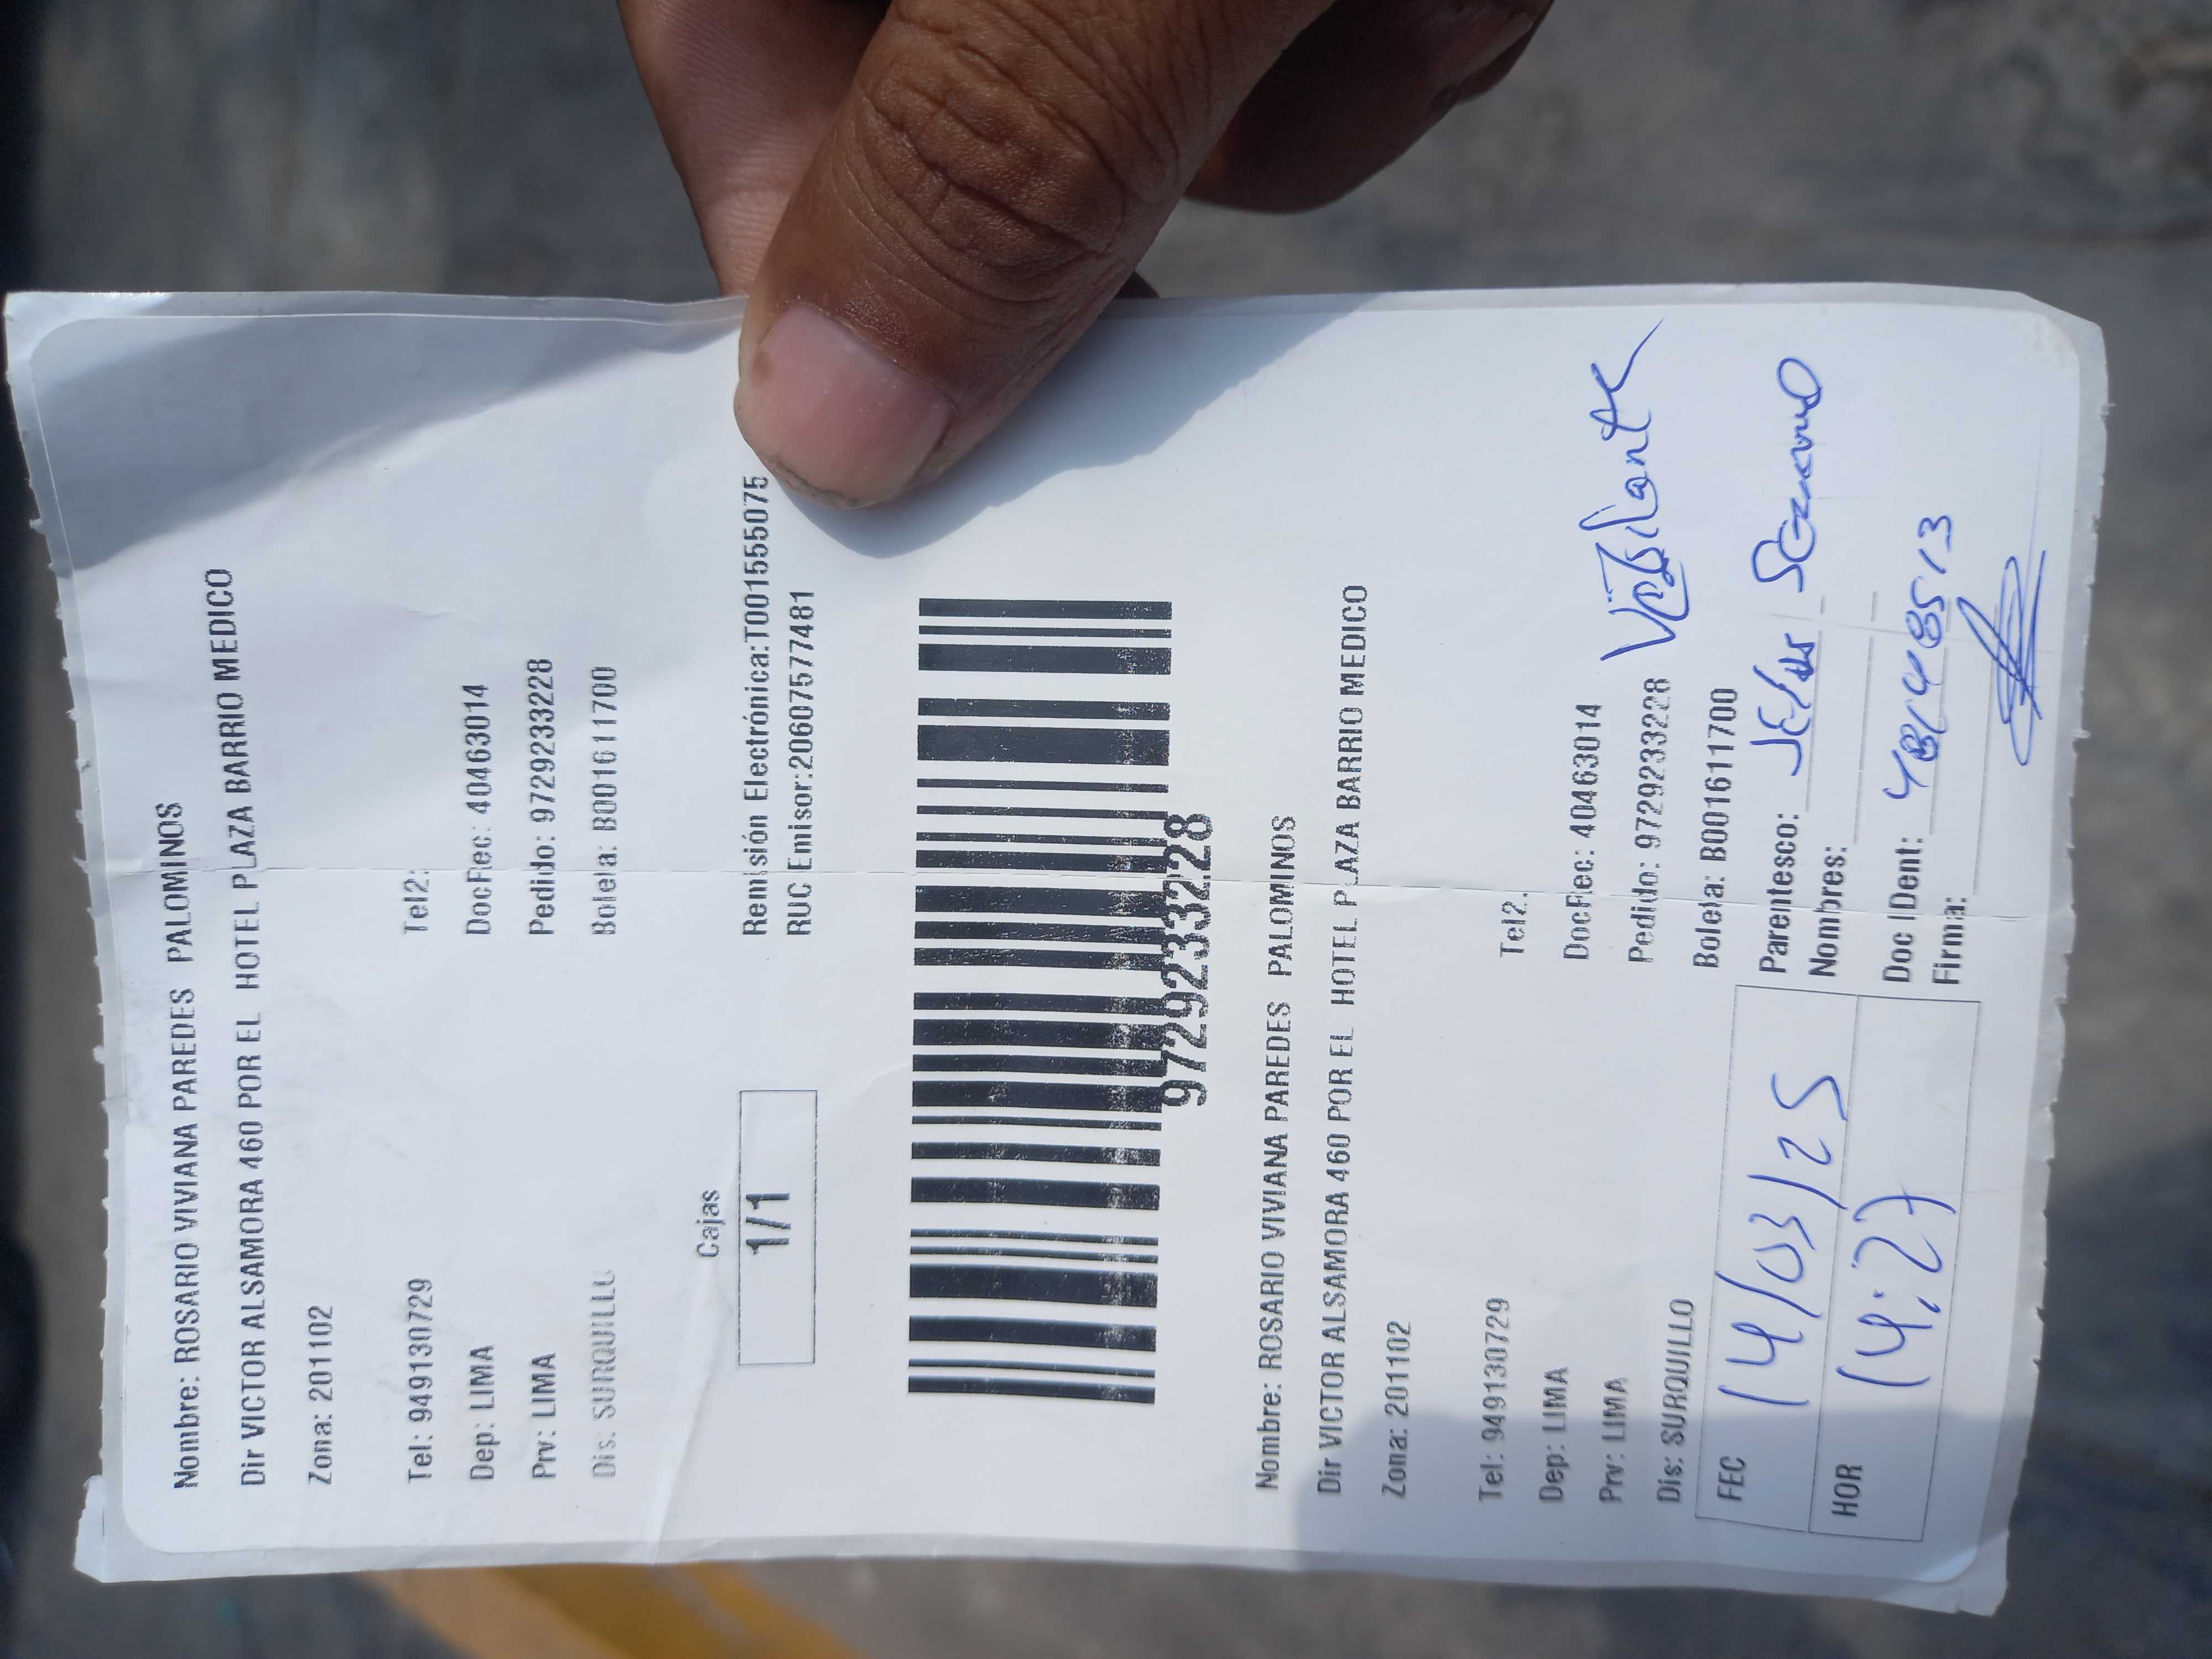 Nombre: ROSARIO VIVIANA PAREDES PALOMINOS
Dir VICTOR ALSAMORA 460 POR EL HOTEL PLAZA BARRIO MEDICO
Zona: 201102
Tel: 949130729 Tel2:
Dep: LIMA DocRec: 40463014
Prv: LIMA Pedido: 9729233228
Dis: SURQUILLO Boleta: B001611700
Cajas
1/1
Remisión Electrónica:T001555075
RUC Emisor:20607577481
9729233228
Nombre: ROSARIO VIVIANA PAREDES PALOMINOS
Dir VICTOR ALSAMORA 460 POR EL HOTEL PLAZA BARRIO MEDICO
Zona: 201102
Tel: 949130729 Tel2:
Dep: LIMA DocRec: 40463014
Prv: LIMA Pedido: 9729233228 Vigilante
Dis: SURQUILLO Boleta: B001611700
FEC 14/03/25 Parentesco:
Nombres:
HOR 14:27 Doc IDent:
Firma: